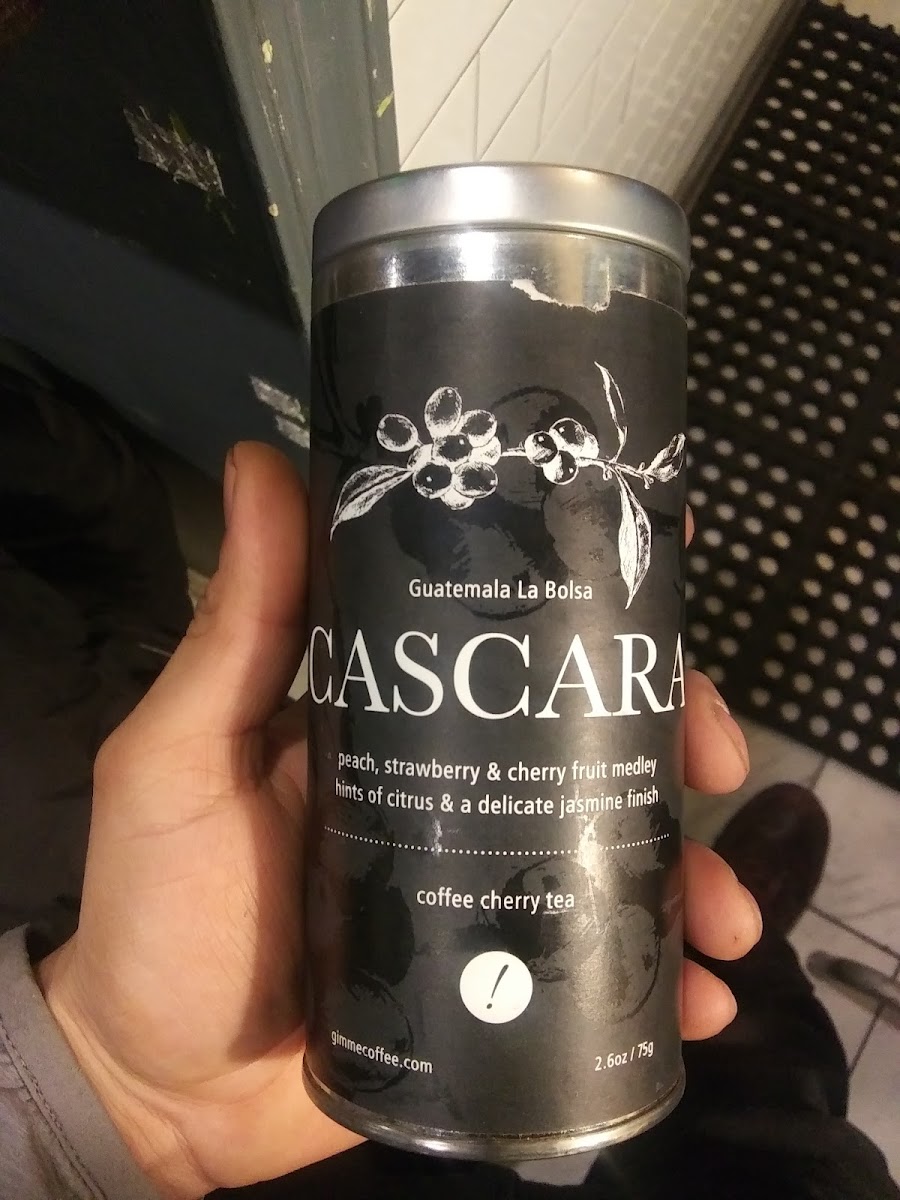 Guatemala La Bolsa
CASCARA
peach, strawberry & cherry fruit medley
hints of citrus & a delicate jasmine finish
coffee cherry tea
!
gimmecoffee.com
2.6oz / 75g